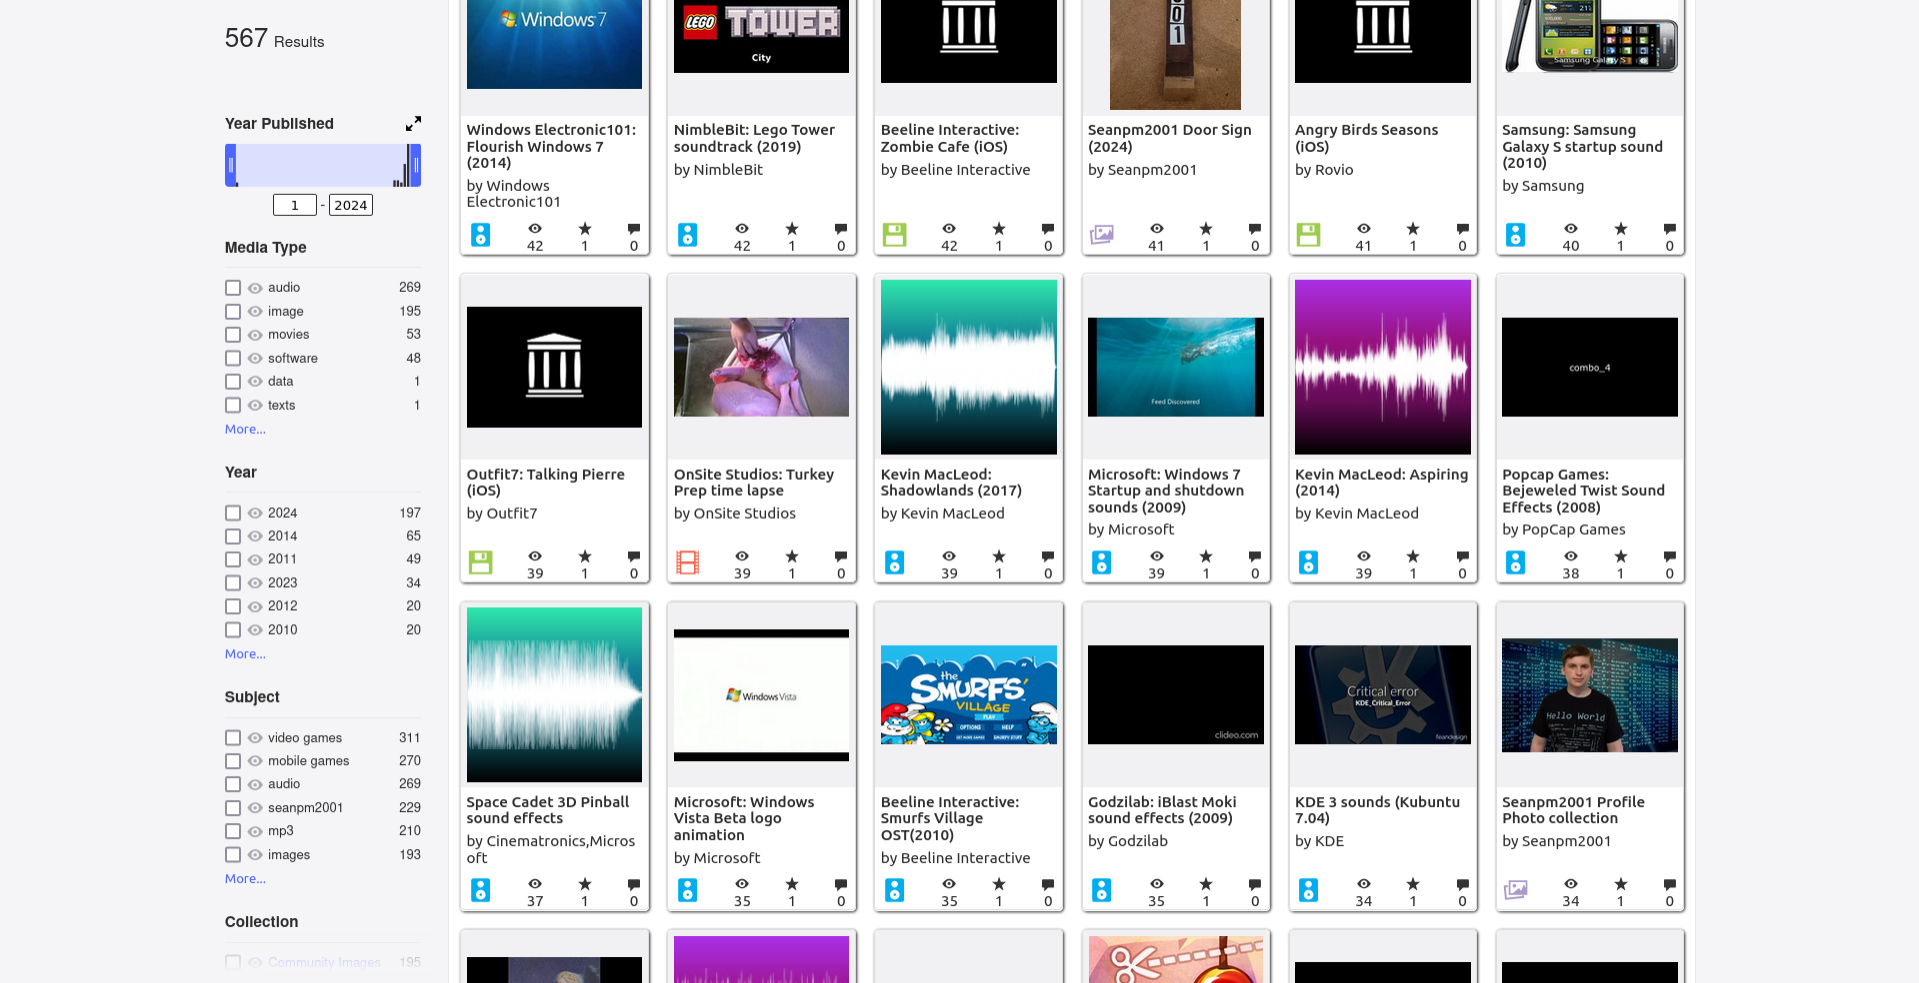 567 Results
Year Published
1 - 2024
Media Type
audio 269
image 195
movies 53
software 48
data 1
texts 1
More...
Year
2024 197
2014 65
2011 49
2023 34
2012 20
2010 20
More...
Subject
video games 311
mobile games 270
audio 269
seanpm2001 229
mp3 210
images 193
More...
Collection
Community Images 195
Windows 7
Windows Electronic101:
Flourish Windows 7
(2014)
by Windows
Electronic101
42 1 0
LEGO TOWER
City
NimbleBit: Lego Tower
soundtrack (2019)
by NimbleBit
42 1 0
Beeline Interactive:
Zombie Cafe (iOS)
by Beeline Interactive
42 1 0
Seanpm2001 Door Sign
(2024)
by Seanpm2001
41 1 0
Angry Birds Seasons
(iOS)
by Rovio
41 1 0
Samsung Galaxy S
Samsung: Samsung
Galaxy S startup sound
(2010)
by Samsung
40 1 0
Outfit7: Talking Pierre
(iOS)
by Outfit7
39 1 0
OnSite Studios: Turkey
Prep time lapse
by OnSite Studios
39 1 0
Kevin MacLeod:
Shadowlands (2017)
by Kevin MacLeod
39 1 0
Feed Discovered
Microsoft: Windows 7
Startup and shutdown
sounds (2009)
by Microsoft
39 1 0
Kevin MacLeod: Aspiring
(2014)
by Kevin MacLeod
39 1 0
combo_4
Popcap Games:
Bejeweled Twist Sound
Effects (2008)
by PopCap Games
38 1 0
Space Cadet 3D Pinball
sound effects
by Cinematronics,Micros
oft
37 1 0
Windows Vista
Microsoft: Windows
Vista Beta logo
animation
by Microsoft
35 1 0
the
SMURFS'
VILLAGE
PLAY
OPTIONS HELP
Beeline Interactive:
Smurfs Village
OST(2010)
by Beeline Interactive
35 1 0
clideo.com
Godzilab: iBlast Moki
sound effects (2009)
by Godzilab
35 1 0
Critical error
KDE_Critical_Error
KDE 3 sounds (Kubuntu
7.04)
by KDE
34 1 0
Hello World
Seanpm2001 Profile
Photo collection
by Seanpm2001
34 1 0